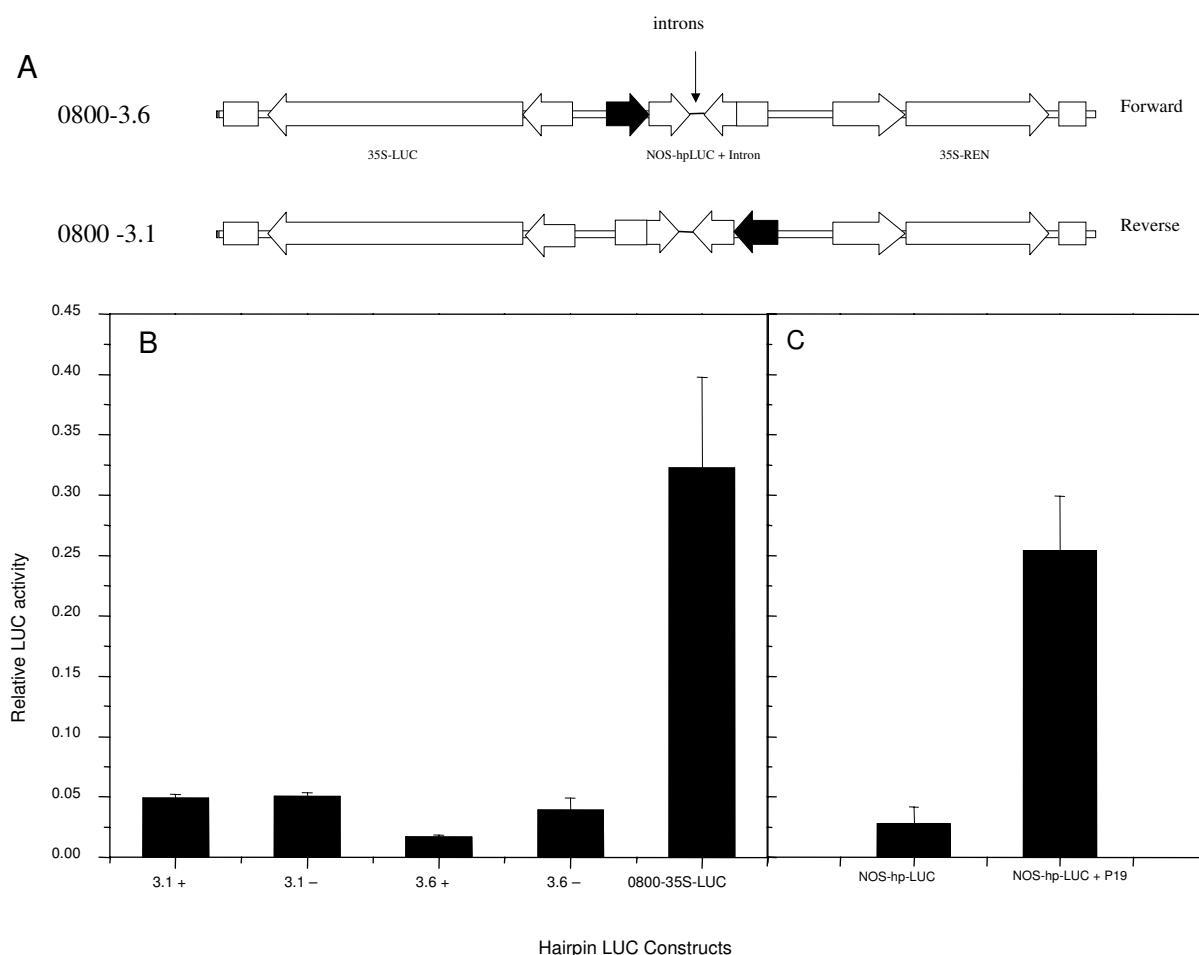 introns
A
0800-3.6
Forward
35S-LUC
NOS-hpLUC + Intron
35S-REN
0800 -3.1
Reverse
B
C
0.45
0.40
0.35
0.30
0.25
0.20
0.15
0.10
0.05
0.00
Relative LUC activity
3.1 +
3.1 –
3.6 +
3.6 –
0800-35S-LUC
NOS-hp-LUC
NOS-hp-LUC + P19
Hairpin LUC Constructs